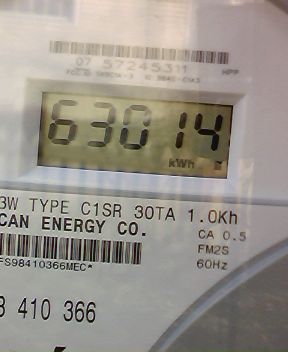 07 57245311
63014
kWh
3W TYPE C1SR 30TA 1.0Kh
CAN ENERGY CO.
CA 0.5
FM2S
FS98410366MEC*
60Hz
8 410 366